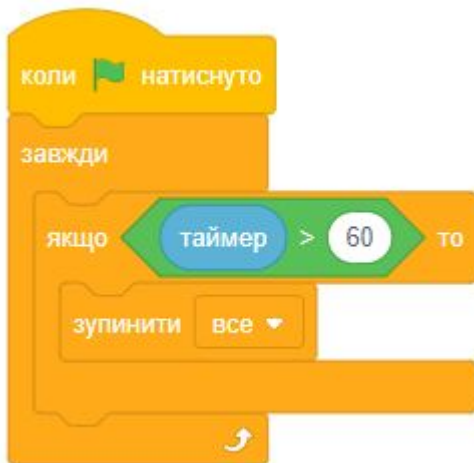 коли натиснуто
завжди
якщо таймер > 60 то
зупинити все